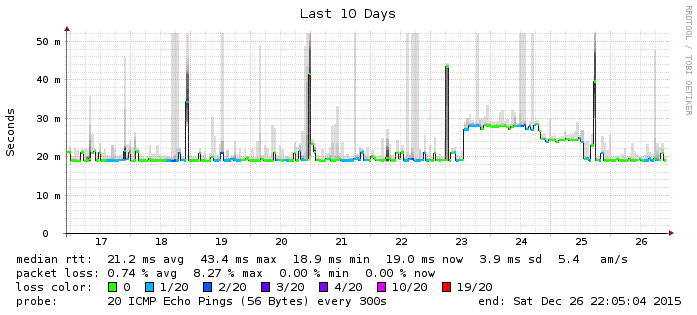 Last 10 Days
RRDTOOL / TOBI OETIKER
Seconds
50 m
40 m
30 m
20 m
10 m
0
17 18 19 20 21 22 23 24 25 26
median rtt: 21.2 ms avg 43.4 ms max 18.9 ms min 19.0 ms now 3.9 ms sd 5.4 am/s
packet loss: 0.74 % avg 8.27 % max 0.00 % min 0.00 % now
loss color: 0 1/20 2/20 3/20 4/20 10/20 19/20
probe: 20 ICMP Echo Pings (56 Bytes) every 300s end: Sat Dec 26 22:05:04 2015